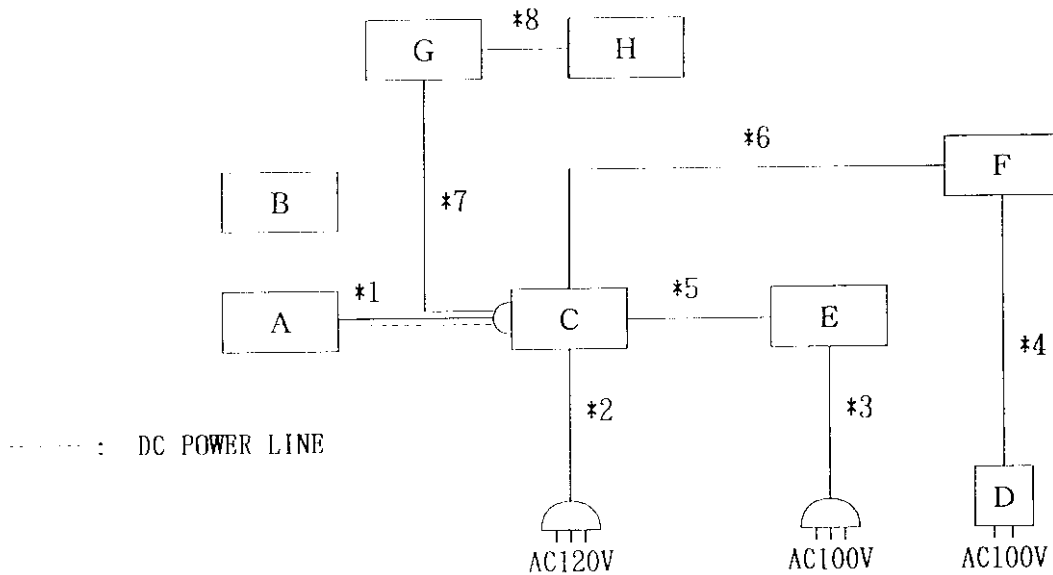 *8
G
H
*6
F
B
*7
*1
A
C
*5
E
*4
*2
*3
: DC POWER LINE
D
AC120V
AC100V
AC100V